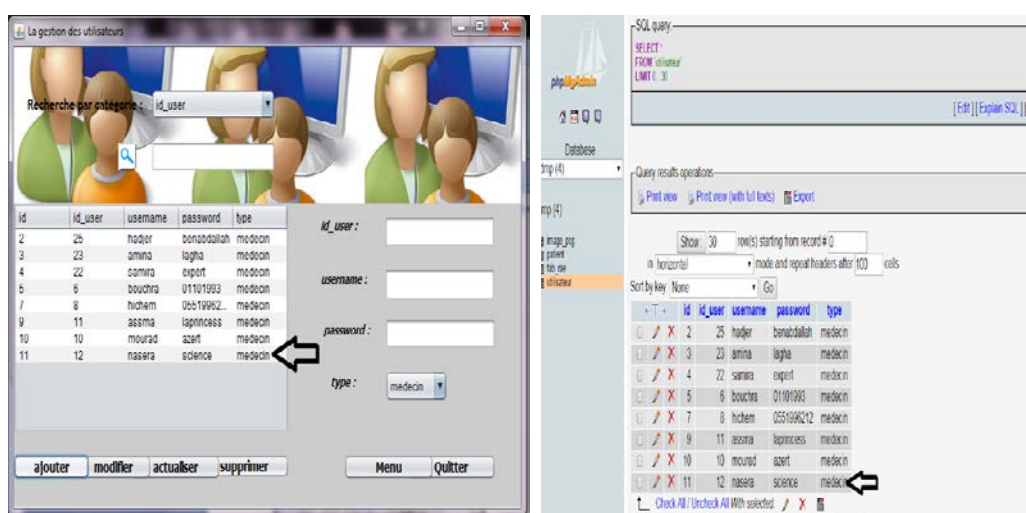 La gestion des utilisateurs
Recherche par catégorie : id_user
id id_user username password type
2 25 hadjer benabdallah medecin
3 23 amina lagha medecin
4 22 samira expert medecin
5 6 bouchra 01101993 medecin
7 8 hichem 05519962... medecin
9 11 assma laprincess medecin
10 10 mourad azert medecin
11 12 nasera science medecin
id_user :
username :
password :
type : medecin
ajouter modifier actualiser supprimer Menu Quitter
phpMyAdmin
Database
(4)
(4)
patient
utilisateur
SQL query
SELECT *
FROM `utilisateur`
LIMIT 0 , 30
[ Edit ] [ Explain SQL ] [
Query results operations
Print view Print view (with full texts) Export
Show : 30 row(s) starting from record # 0
in horizontal mode and repeat headers after 100 cells
Sort by key: None Go
← T → id id_user username password type
2 25 hadjer benabdallah medecin
3 23 amina lagha medecin
4 22 samira expert medecin
5 6 bouchra 01101993 medecin
7 8 hichem 0551996212 medecin
9 11 assma laprincess medecin
10 10 mourad azert medecin
11 12 nasera science medecin
Check All / Uncheck All With selected: